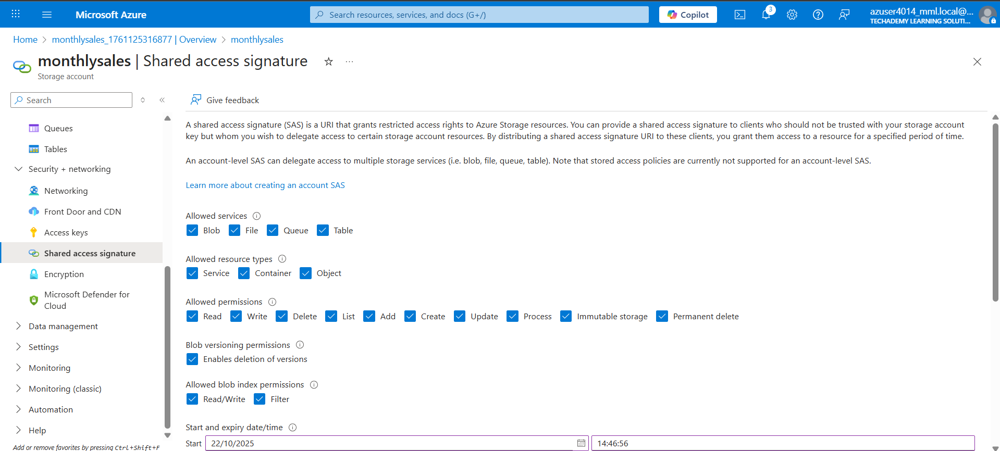 Microsoft Azure
Search resources, services, and docs (G+/)
Copilot
3
azuser4014_mml.local@...
TECHADEMY LEARNING SOLUTI...
Home > monthlysales_1761125316877 | Overview > monthlysales
monthlysales | Shared access signature
Storage account
Search
Queues
Tables
Security + networking
Networking
Front Door and CDN
Access keys
Shared access signature
Encryption
Microsoft Defender for
Cloud
Data management
Settings
Monitoring
Monitoring (classic)
Automation
Help
Add or remove favorites by pressing Ctrl+Shift+F
Give feedback
A shared access signature (SAS) is a URI that grants restricted access rights to Azure Storage resources. You can provide a shared access signature to clients who should not be trusted with your storage account
key but whom you wish to delegate access to certain storage account resources. By distributing a shared access signature URI to these clients, you grant them access to a resource for a specified period of time.
An account-level SAS can delegate access to multiple storage services (i.e. blob, file, queue, table). Note that stored access policies are currently not supported for an account-level SAS.
Learn more about creating an account SAS
Allowed services
Blob File Queue Table
Allowed resource types
Service Container Object
Allowed permissions
Read Write Delete List Add Create Update Process Immutable storage Permanent delete
Blob versioning permissions
Enables deletion of versions
Allowed blob index permissions
Read/Write Filter
Start and expiry date/time
Start 22/10/2025 14:46:56